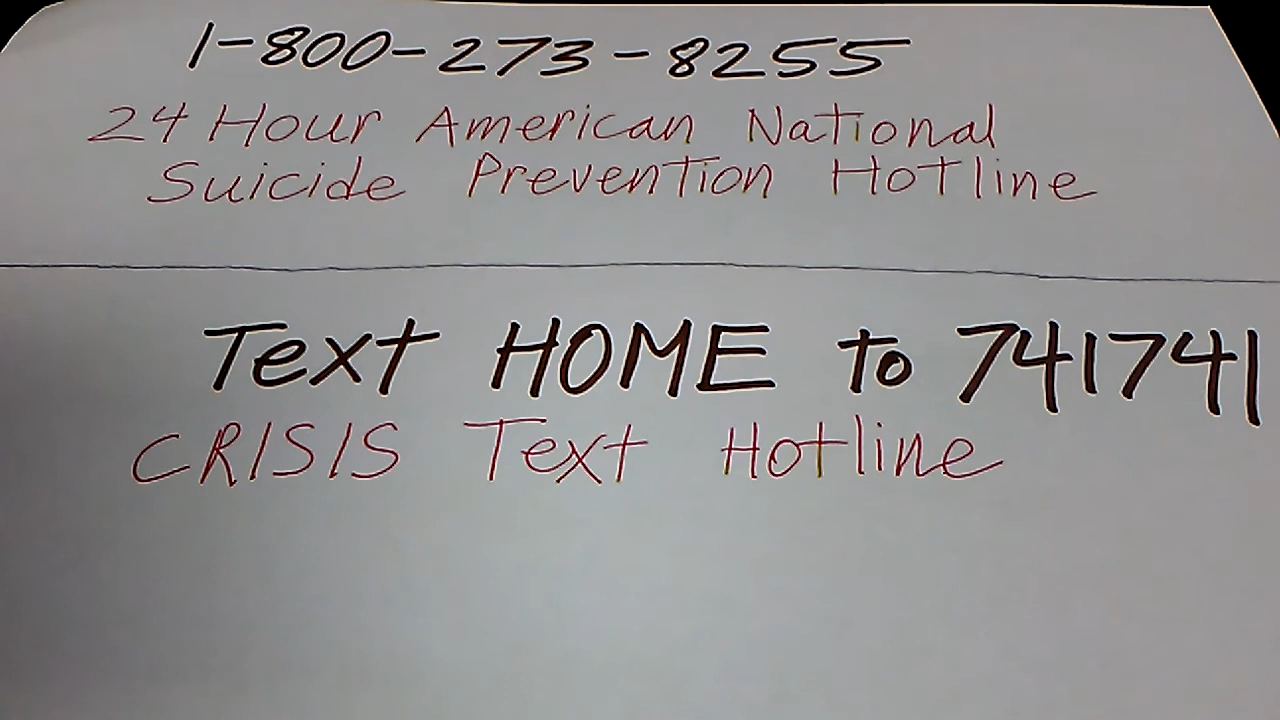 1-800-273-8255
24 Hour American National
Suicide Prevention Hotline
Text HOME to 741741
CRISIS Text Hotline